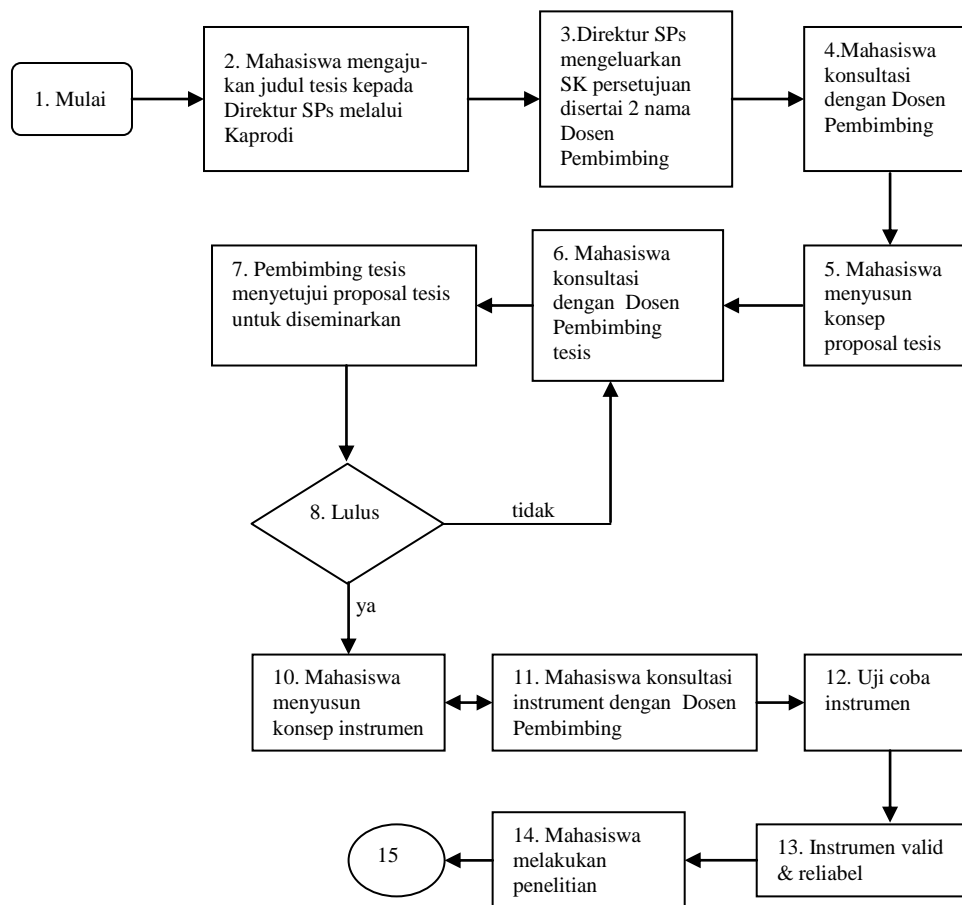 1. Mulai
2. Mahasiswa mengaju-
kan judul tesis kepada
Direktur SPs melalui
Kaprodi
3.Direktur SPs
mengeluarkan
SK persetujuan
disertai 2 nama
Dosen
Pembimbing
4.Mahasiswa
konsultasi
dengan Dosen
Pembimbing
5. Mahasiswa
menyusun
konsep
proposal tesis
6. Mahasiswa
konsultasi
dengan Dosen
Pembimbing
tesis
7. Pembimbing tesis
menyetujui proposal tesis
untuk diseminarkan
8. Lulus
tidak
ya
10. Mahasiswa
menyusun
konsep instrumen
11. Mahasiswa konsultasi
instrument dengan Dosen
Pembimbing
12. Uji coba
instrumen
13. Instrumen valid
& reliabel
14. Mahasiswa
melakukan
penelitian
15